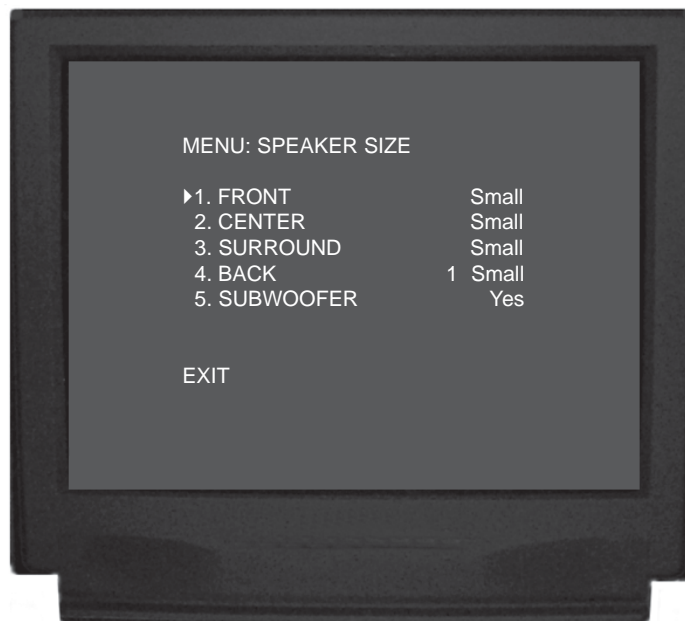 MENU: SPEAKER SIZE
▸1. FRONT Small
2. CENTER Small
3. SURROUND Small
4. BACK 1 Small
5. SUBWOOFER Yes
EXIT